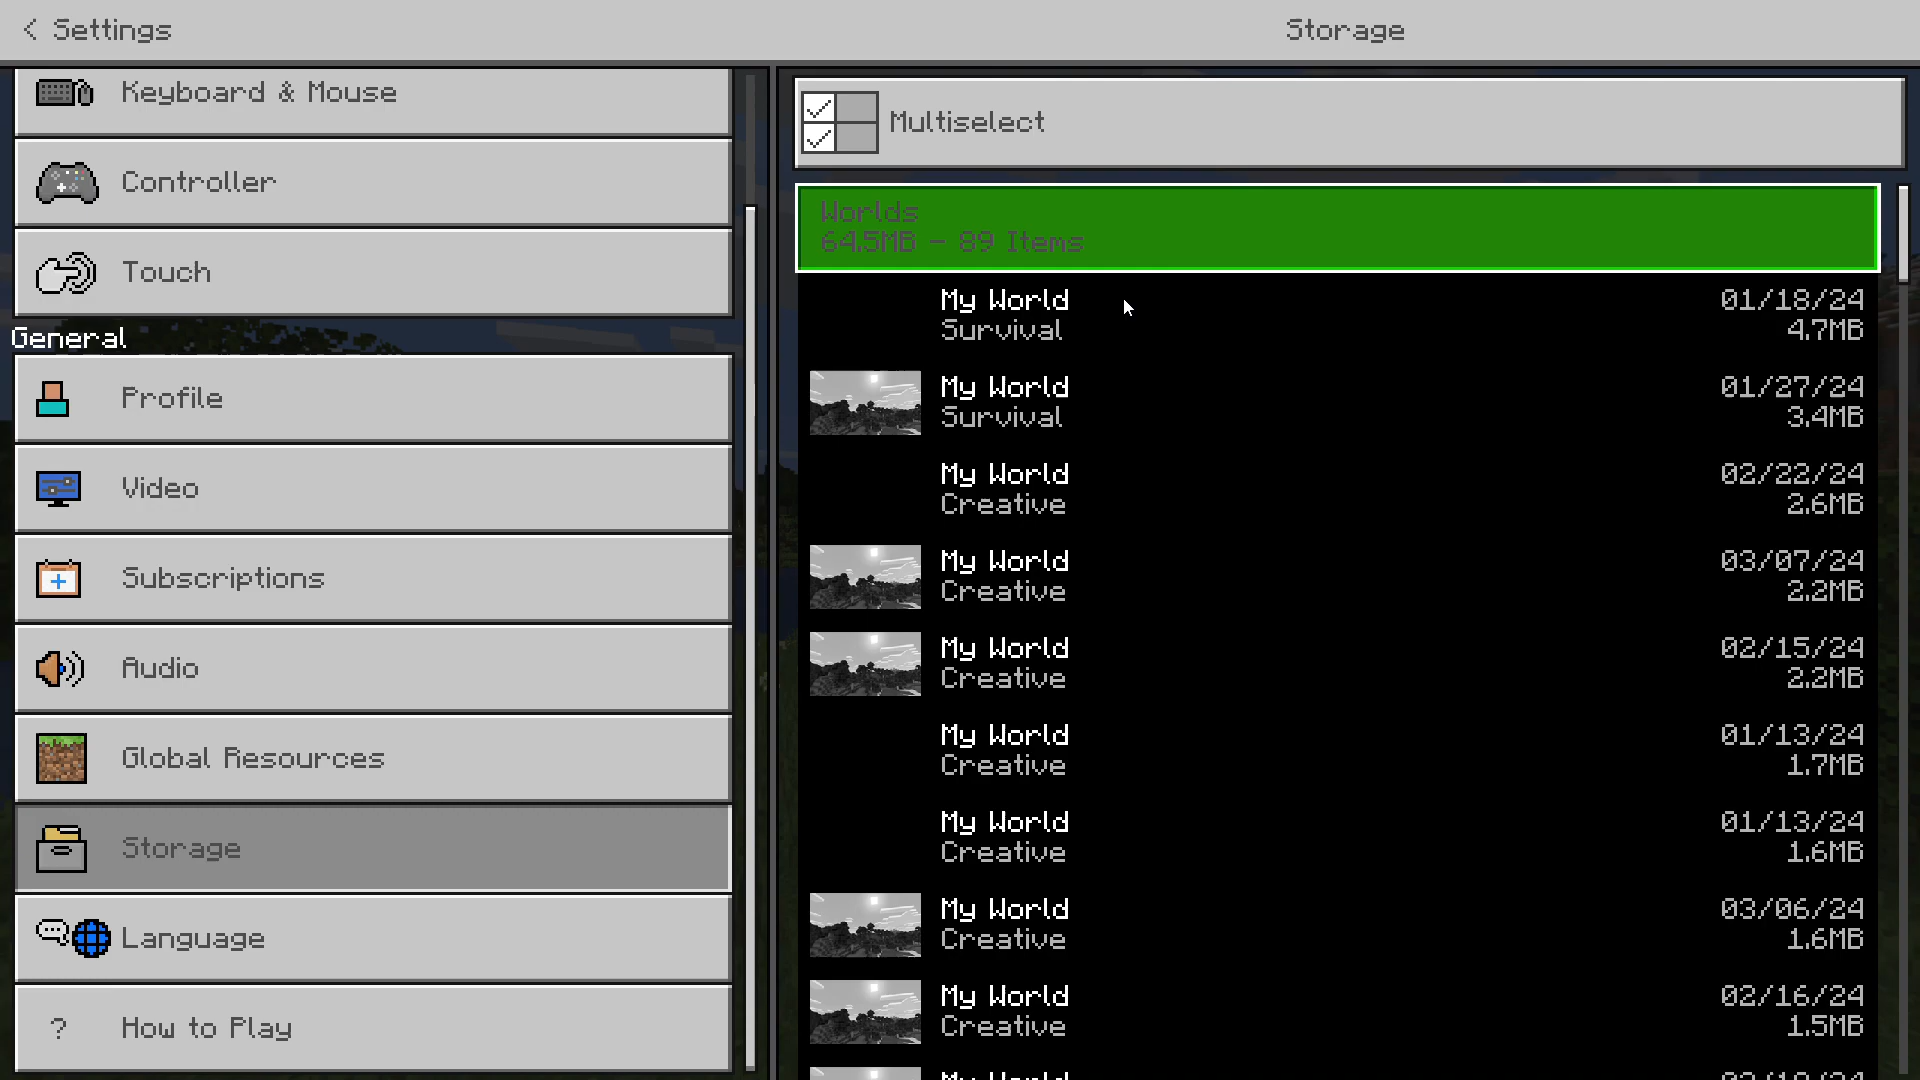 < Settings
Storage
Keyboard & Mouse
Controller
Touch
General
Profile
Video
Subscriptions
Audio
Global Resources
Storage
Language
? How to Play
Multiselect
Worlds
64.5MB - 89 Items
My World 01/18/24
Survival 4.7MB
My World 01/27/24
Survival 3.4MB
My World 02/22/24
Creative 2.6MB
My World 03/07/24
Creative 2.2MB
My World 02/15/24
Creative 2.2MB
My World 01/13/24
Creative 1.7MB
My World 01/13/24
Creative 1.6MB
My World 03/06/24
Creative 1.6MB
My World 02/16/24
Creative 1.5MB
My World